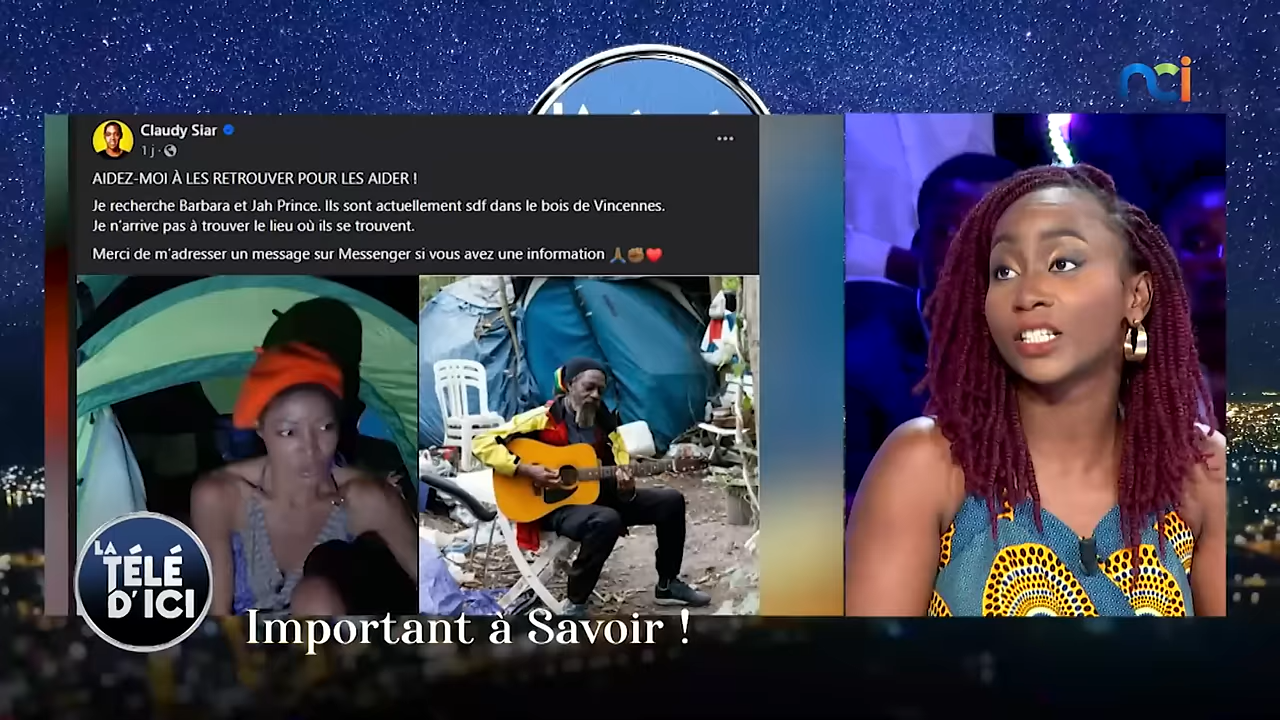 nci
Claudy Siar
1 j
AIDEZ-MOI À LES RETROUVER POUR LES AIDER !
Je recherche Barbara et Jah Prince. Ils sont actuellement sdf dans le bois de Vincennes.
Je n'arrive pas à trouver le lieu où ils se trouvent.
Merci de m'adresser un message sur Messenger si vous avez une information 🙏🏾✊🏾❤️
LA
TÉLÉ
D'ICI
Important à Savoir !